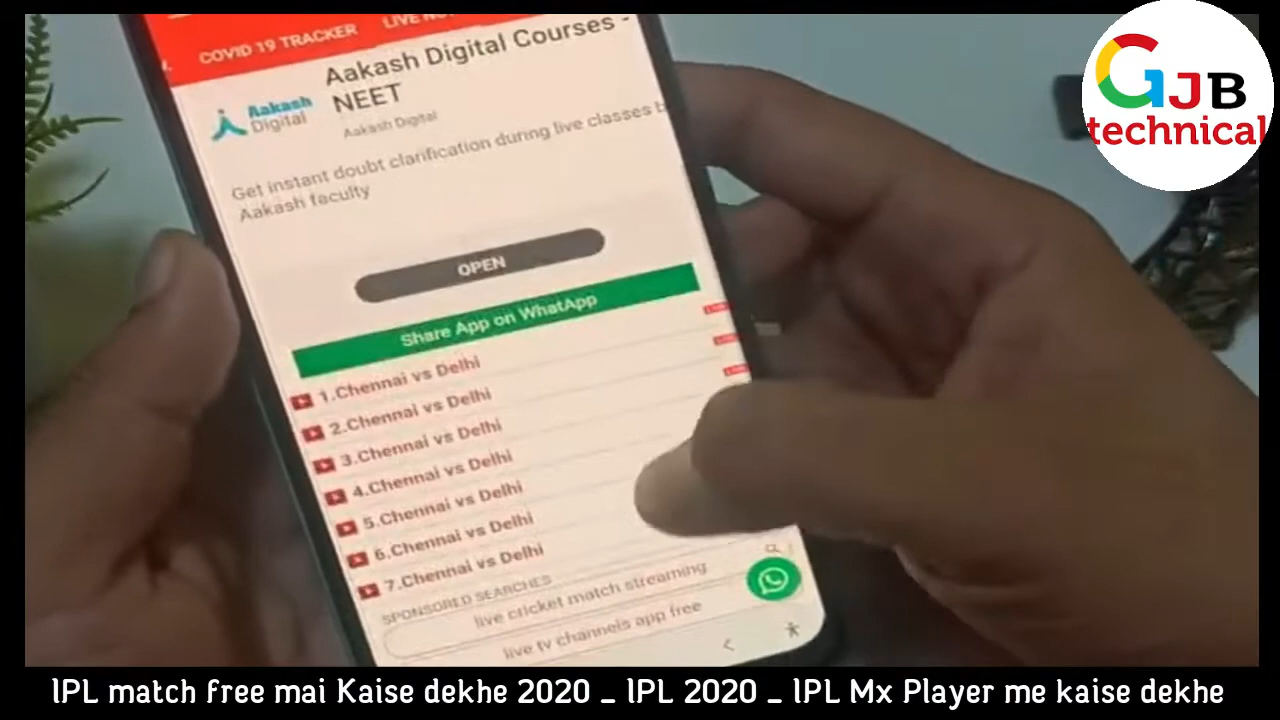 COVID 19 TRACKER
LIVE
Aakash Digital Courses -
NEET
Aakash
Digital
Aakash Digital
Get instant doubt clarification during live classes
Aakash faculty
OPEN
Share App on WhatApp
1.Chennai vs Delhi
2.Chennai vs Delhi
3.Chennai vs Delhi
4.Chennai vs Delhi
5.Chennai vs Delhi
6.Chennai vs Delhi
7.Chennai vs Delhi
SPONSORED SEARCHES
live cricket match streaming
live tv channels app free
GJB
technical
IPL match free mai Kaise dekhe 2020 _ IPL 2020 _ IPL Mx Player me kaise dekhe